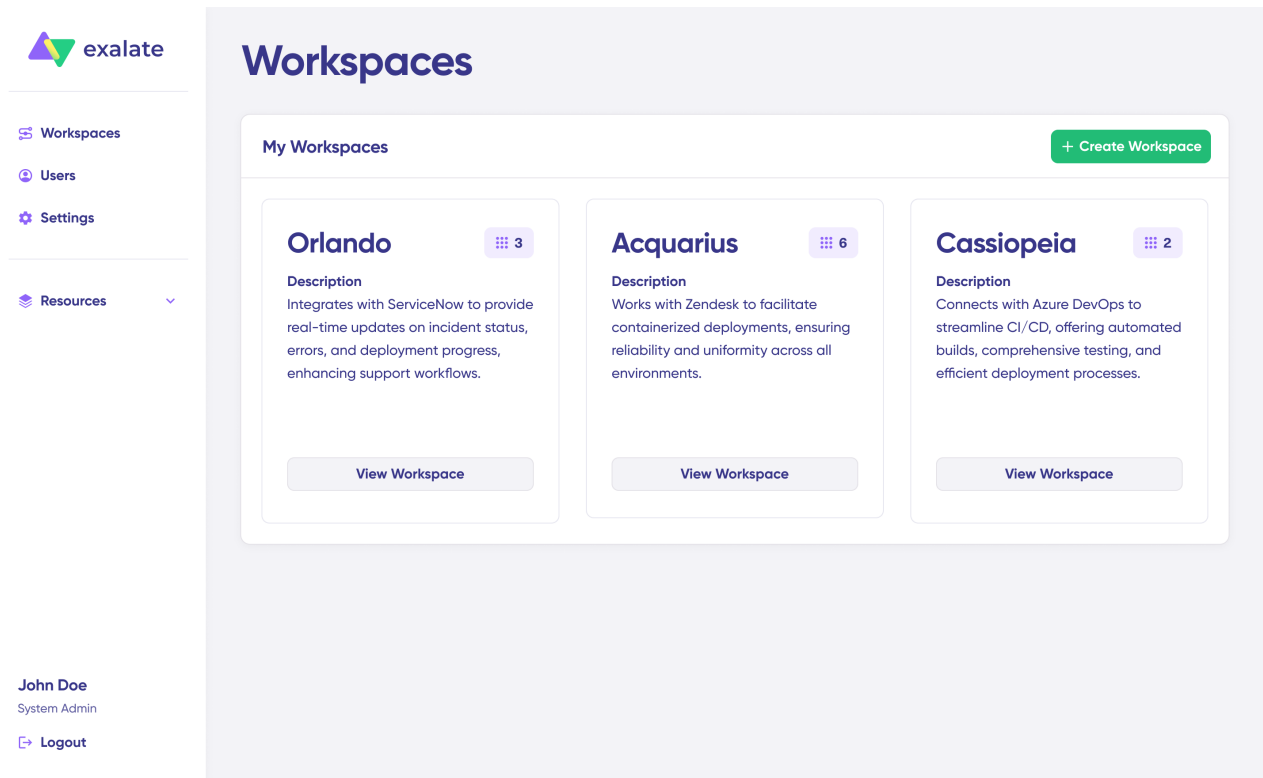 exalate
Workspaces
Users
Settings
Resources
John Doe
System Admin
Logout
Workspaces
My Workspaces
+ Create Workspace
Orlando
3
Description
Integrates with ServiceNow to provide
real-time updates on incident status,
errors, and deployment progress,
enhancing support workflows.
View Workspace
Acquarius
6
Description
Works with Zendesk to facilitate
containerized deployments, ensuring
reliability and uniformity across all
environments.
View Workspace
Cassiopeia
2
Description
Connects with Azure DevOps to
streamline CI/CD, offering automated
builds, comprehensive testing, and
efficient deployment processes.
View Workspace